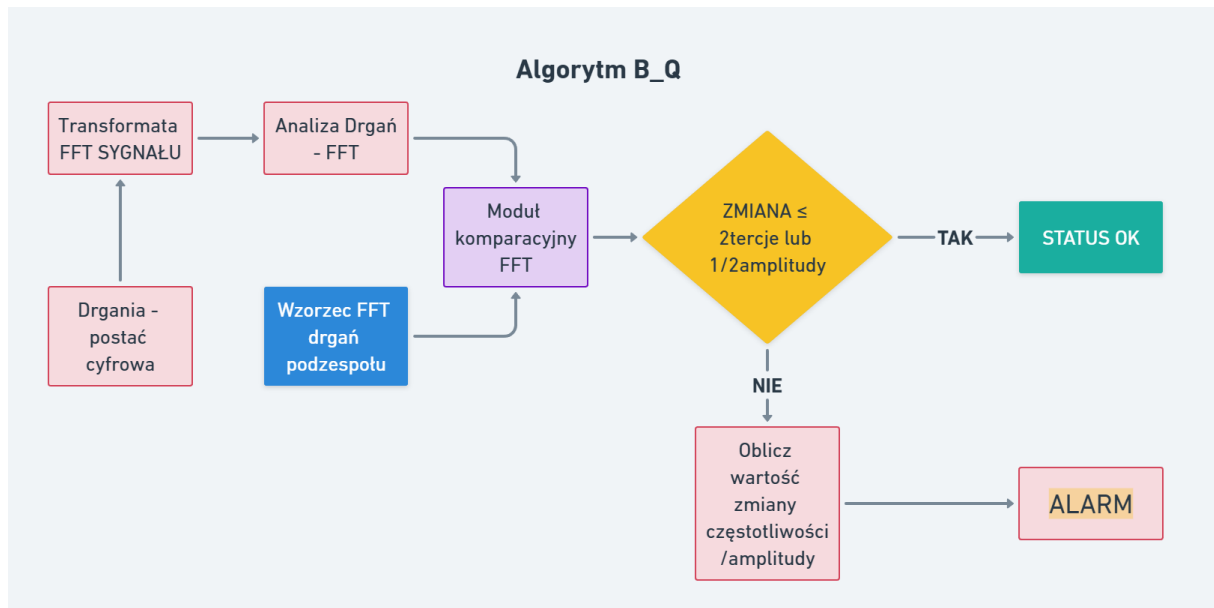 Algorytm B_Q
Transformata
FFT SYGNAŁU
Analiza Drgań
- FFT
Moduł
komparacyjny
FFT
ZMIANA ≤
2tercje lub
1/2amplitudy
TAK
STATUS OK
Drgania -
postać
cyfrowa
Wzorzec FFT
drgań
podzespołu
NIE
Oblicz
wartość
zmiany
częstotliwości
/amplitudy
ALARM